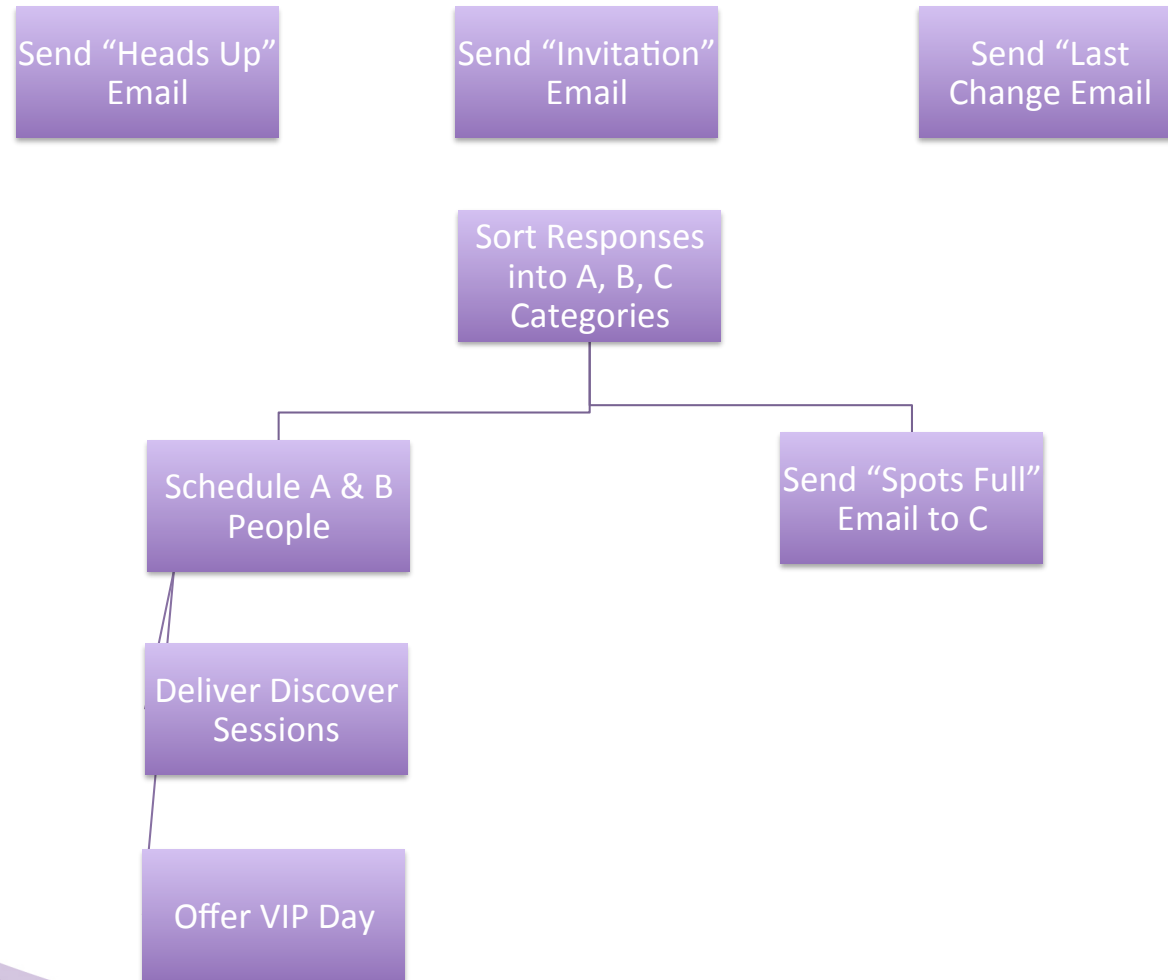 Send “Heads Up”
Email
Send “Invitation”
Email
Send “Last
Change Email
Sort Responses
into A, B, C
Categories
Schedule A & B
People
Send “Spots Full”
Email to C
Deliver Discover
Sessions
Offer VIP Day